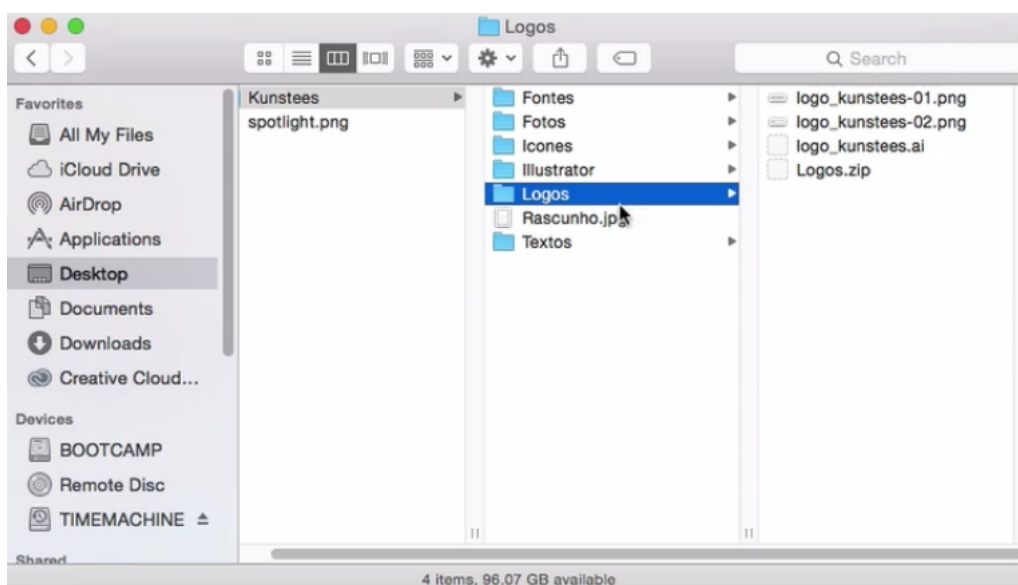 Logos
Search
Favorites
All My Files
iCloud Drive
AirDrop
Applications
Desktop
Documents
Downloads
Creative Cloud...
Devices
BOOTCAMP
Remote Disc
TIMEMACHINE
Shared
Kunstees
spotlight.png
Fontes
Fotos
Icones
Illustrator
Logos
Rascunho.jpg
Textos
logo_kunstees-01.png
logo_kunstees-02.png
logo_kunstees.ai
Logos.zip
4 items, 96.07 GB available